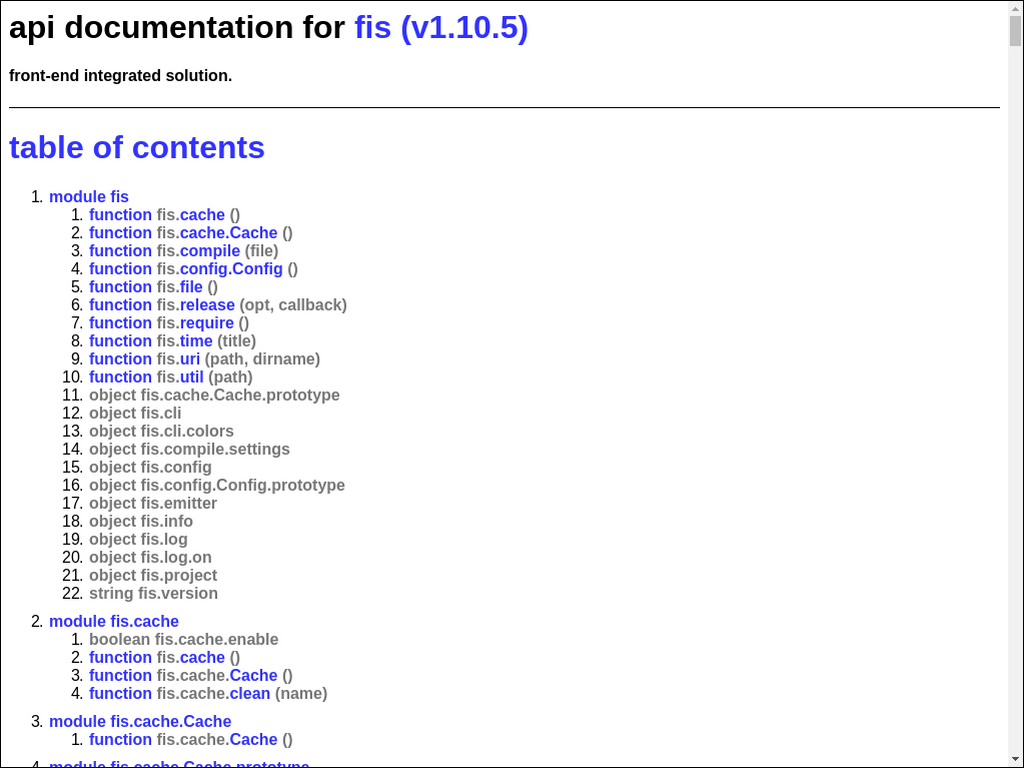 api documentation for fis (v1.10.5)
front-end integrated solution.
table of contents
1. module fis
1. function fis.cache ()
2. function fis.cache.Cache ()
3. function fis.compile (file)
4. function fis.config.Config ()
5. function fis.file ()
6. function fis.release (opt, callback)
7. function fis.require ()
8. function fis.time (title)
9. function fis.uri (path, dirname)
10. function fis.util (path)
11. object fis.cache.Cache.prototype
12. object fis.cli
13. object fis.cli.colors
14. object fis.compile.settings
15. object fis.config
16. object fis.config.Config.prototype
17. object fis.emitter
18. object fis.info
19. object fis.log
20. object fis.log.on
21. object fis.project
22. string fis.version
2. module fis.cache
1. boolean fis.cache.enable
2. function fis.cache ()
3. function fis.cache.Cache ()
4. function fis.cache.clean (name)
3. module fis.cache.Cache
1. function fis.cache.Cache ()
4. module fis.cache.Cache.prototype